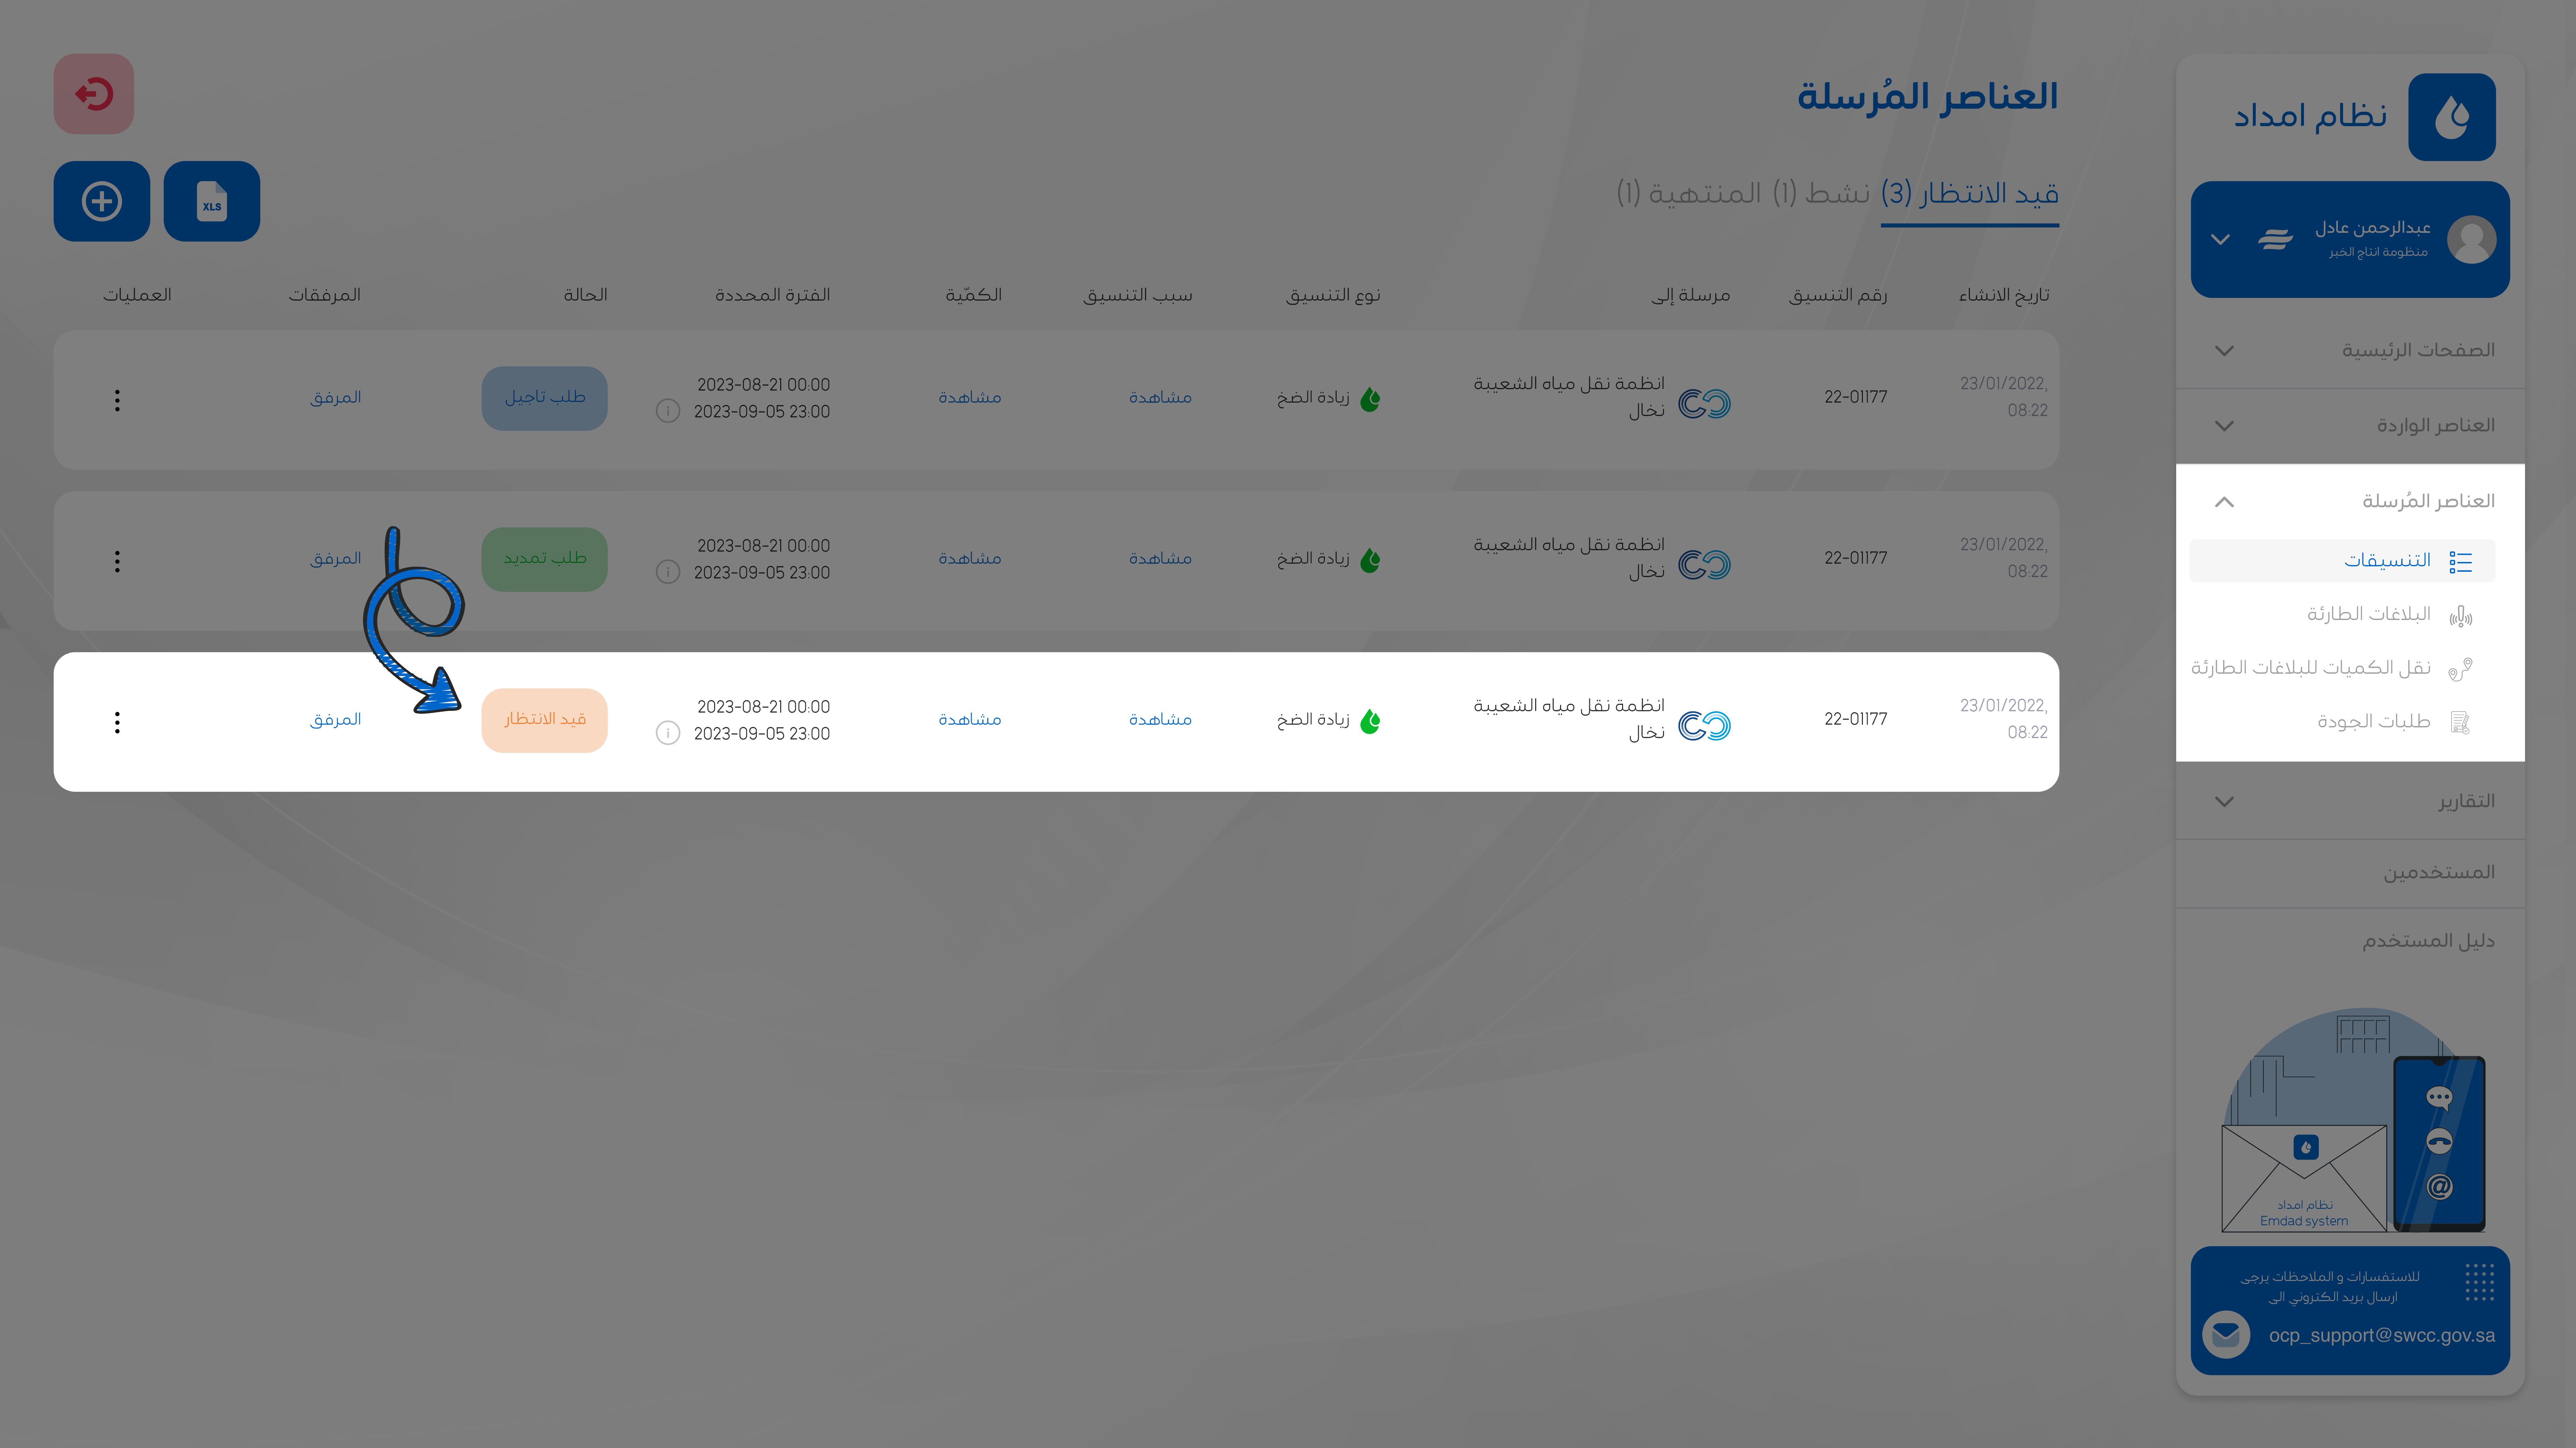 نظام امداد
عبدالرحمن عادل
منظومة انتاج الخبر
الصفحات الرئيسية
العناصر الواردة
العناصر المُرسلة
التنسيقات
البلاغات الطارئة
نقل الكميات للبلاغات الطارئة
طلبات الجودة
التقارير
المستخدمين
دليل المستخدم
نظام امداد
Emdad system
للاستفسارات و الملاحظات يرجى
ارسال بريد الكتروني الى
ocp_support@swcc.gov.sa
العناصر المُرسلة
قيد الانتظار (3) نشط (1) المنتهية (1)
XLS
تاريخ الانشاء رقم التنسيق مرسلة إلى نوع التنسيق سبب التنسيق الكمّية الفترة المحددة الحالة المرفقات العمليات
23/01/2022, انظمة نقل مياه الشعيبة 2023-08-21 00:00
08:22 22-01177 نخال زيادة الضخ مشاهدة مشاهدة 2023-09-05 23:00 طلب تاجيل المرفق
23/01/2022, انظمة نقل مياه الشعيبة 2023-08-21 00:00
08:22 22-01177 نخال زيادة الضخ مشاهدة مشاهدة 2023-09-05 23:00 طلب تمديد المرفق
23/01/2022, انظمة نقل مياه الشعيبة 2023-08-21 00:00
08:22 22-01177 نخال زيادة الضخ مشاهدة مشاهدة 2023-09-05 23:00 قيد الانتظار المرفق